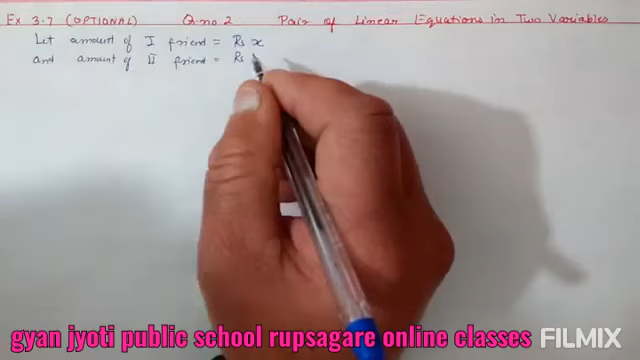 Ex 3.7 (OPTIONAL) Q.no 2 Pair of Linear Equations in Two Variables
Let amount of I friend = Rs x
and amount of II friend = Rs
gyan jyoti public school rupsagare online classes
FILMIX